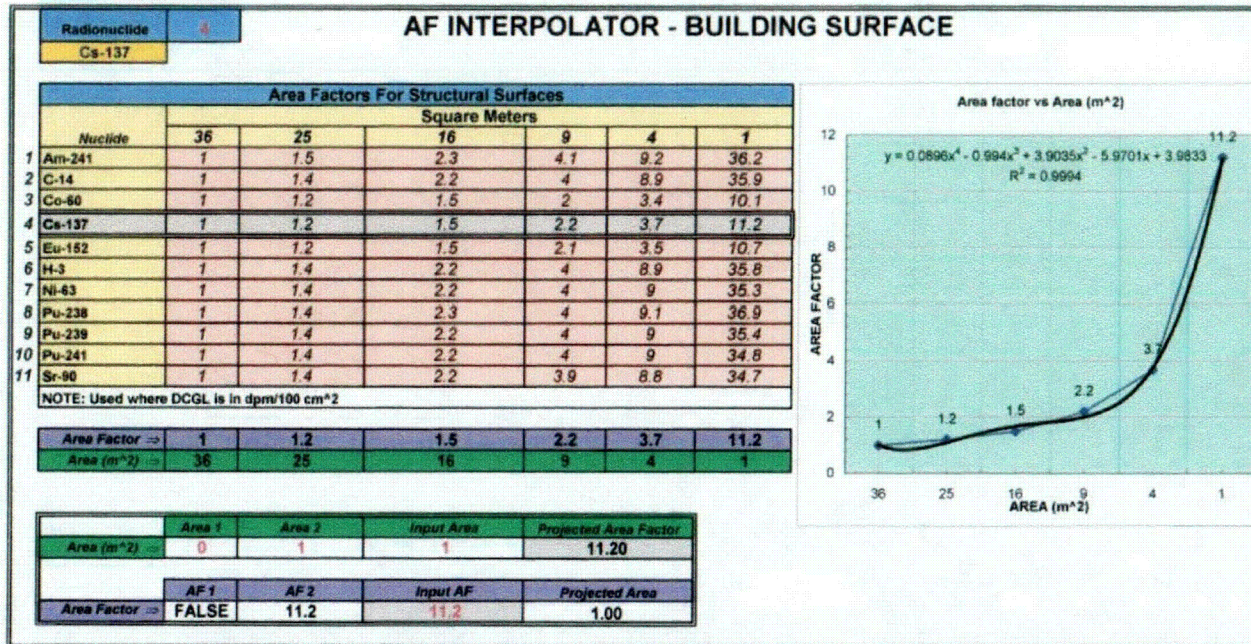 AF INTERPOLATOR - BUILDING SURFACE
Radionuclide 4
Cs-137
Area Factors For Structural Surfaces
Square Meters
Nuclide 36 25 16 9 4 1
1 Am-241 1 1.5 2.3 4.1 9.2 36.2
2 C-14 1 1.4 2.2 4 8.9 35.9
3 Co-60 1 1.2 1.5 2 3.4 10.1
4 Cs-137 1 1.2 1.5 2.2 3.7 11.2
5 Eu-152 1 1.2 1.5 2.1 3.5 10.7
6 H-3 1 1.4 2.2 4 8.9 35.8
7 Ni-63 1 1.4 2.2 4 9 35.3
8 Pu-238 1 1.4 2.3 4 9.1 36.9
9 Pu-239 1 1.4 2.2 4 9 35.4
10 Pu-241 1 1.4 2.2 4 9 34.8
11 Sr-90 1 1.4 2.2 3.9 8.8 34.7
NOTE: Used where DCGL is in dpm/100 cm^2
Area Factor ⇒ 1 1.2 1.5 2.2 3.7 11.2
Area (m^2) ⇒ 36 25 16 9 4 1
Area 1 Area 2 Input Area Projected Area Factor
Area (m^2) ⇒ 0 1 1 11.20
AF 1 AF 2 Input AF Projected Area
Area Factor ⇒ FALSE 11.2 11.2 1.00
Area factor vs Area (m^2)
y = 0.0896x⁴ - 0.994x³ + 3.9035x² - 5.9701x + 3.9833
R² = 0.9994
12
10
8
6
4
2
0
AREA FACTOR
1 1.2 1.5 2.2 3.7 11.2
36 25 16 9 4 1
AREA (m^2)